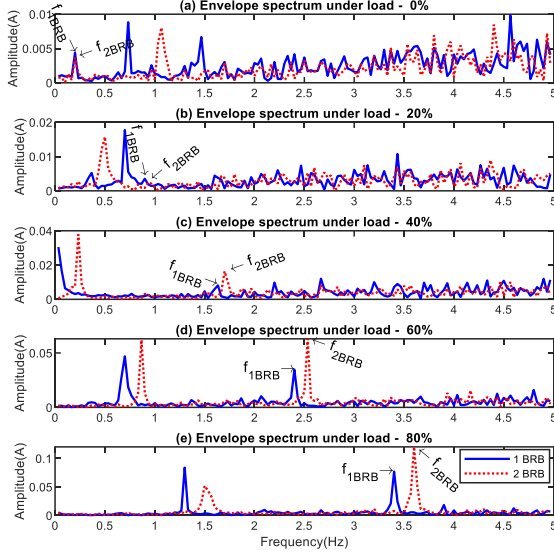 (a) Envelope spectrum under load - 0%
Amplitude(A)
0.01
0.005
0
f1BRB
f2BRB
0 0.5 1 1.5 2 2.5 3 3.5 4 4.5 5
(b) Envelope spectrum under load - 20%
Amplitude(A)
0.02
0.01
0
f1BRB
f2BRB
0 0.5 1 1.5 2 2.5 3 3.5 4 4.5 5
(c) Envelope spectrum under load - 40%
Amplitude(A)
0.04
0.02
0
f1BRB
f2BRB
0 0.5 1 1.5 2 2.5 3 3.5 4 4.5 5
(d) Envelope spectrum under load - 60%
Amplitude(A)
0.05
0
f1BRB
f2BRB
0 0.5 1 1.5 2 2.5 3 3.5 4 4.5 5
(e) Envelope spectrum under load - 80%
Amplitude(A)
0.1
0.05
0
f1BRB
f2BRB
1 BRB
2 BRB
0 0.5 1 1.5 2 2.5 3 3.5 4 4.5 5
Frequency(Hz)